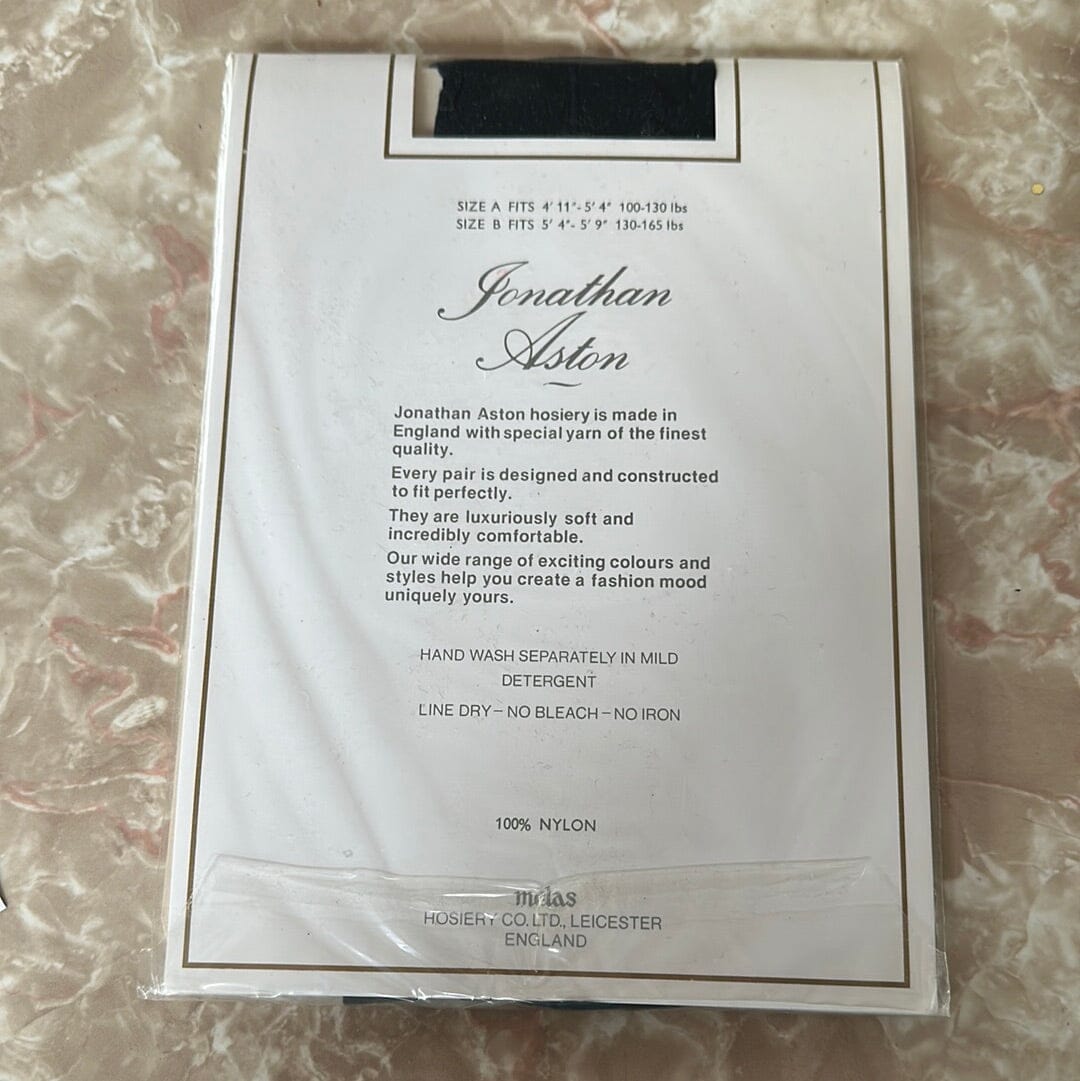 SIZE A FITS 4' 11"- 5' 4" 100-130 lbs
SIZE B FITS 5' 4"- 5' 9" 130-165 lbs
Jonathan
Aston
Jonathan Aston hosiery is made in
England with special yarn of the finest
quality.
Every pair is designed and constructed
to fit perfectly.
They are luxuriously soft and
incredibly comfortable.
Our wide range of exciting colours and
styles help you create a fashion mood
uniquely yours.
HAND WASH SEPARATELY IN MILD
DETERGENT
LINE DRY – NO BLEACH – NO IRON
100% NYLON
melas
HOSIERY CO. LTD., LEICESTER
ENGLAND